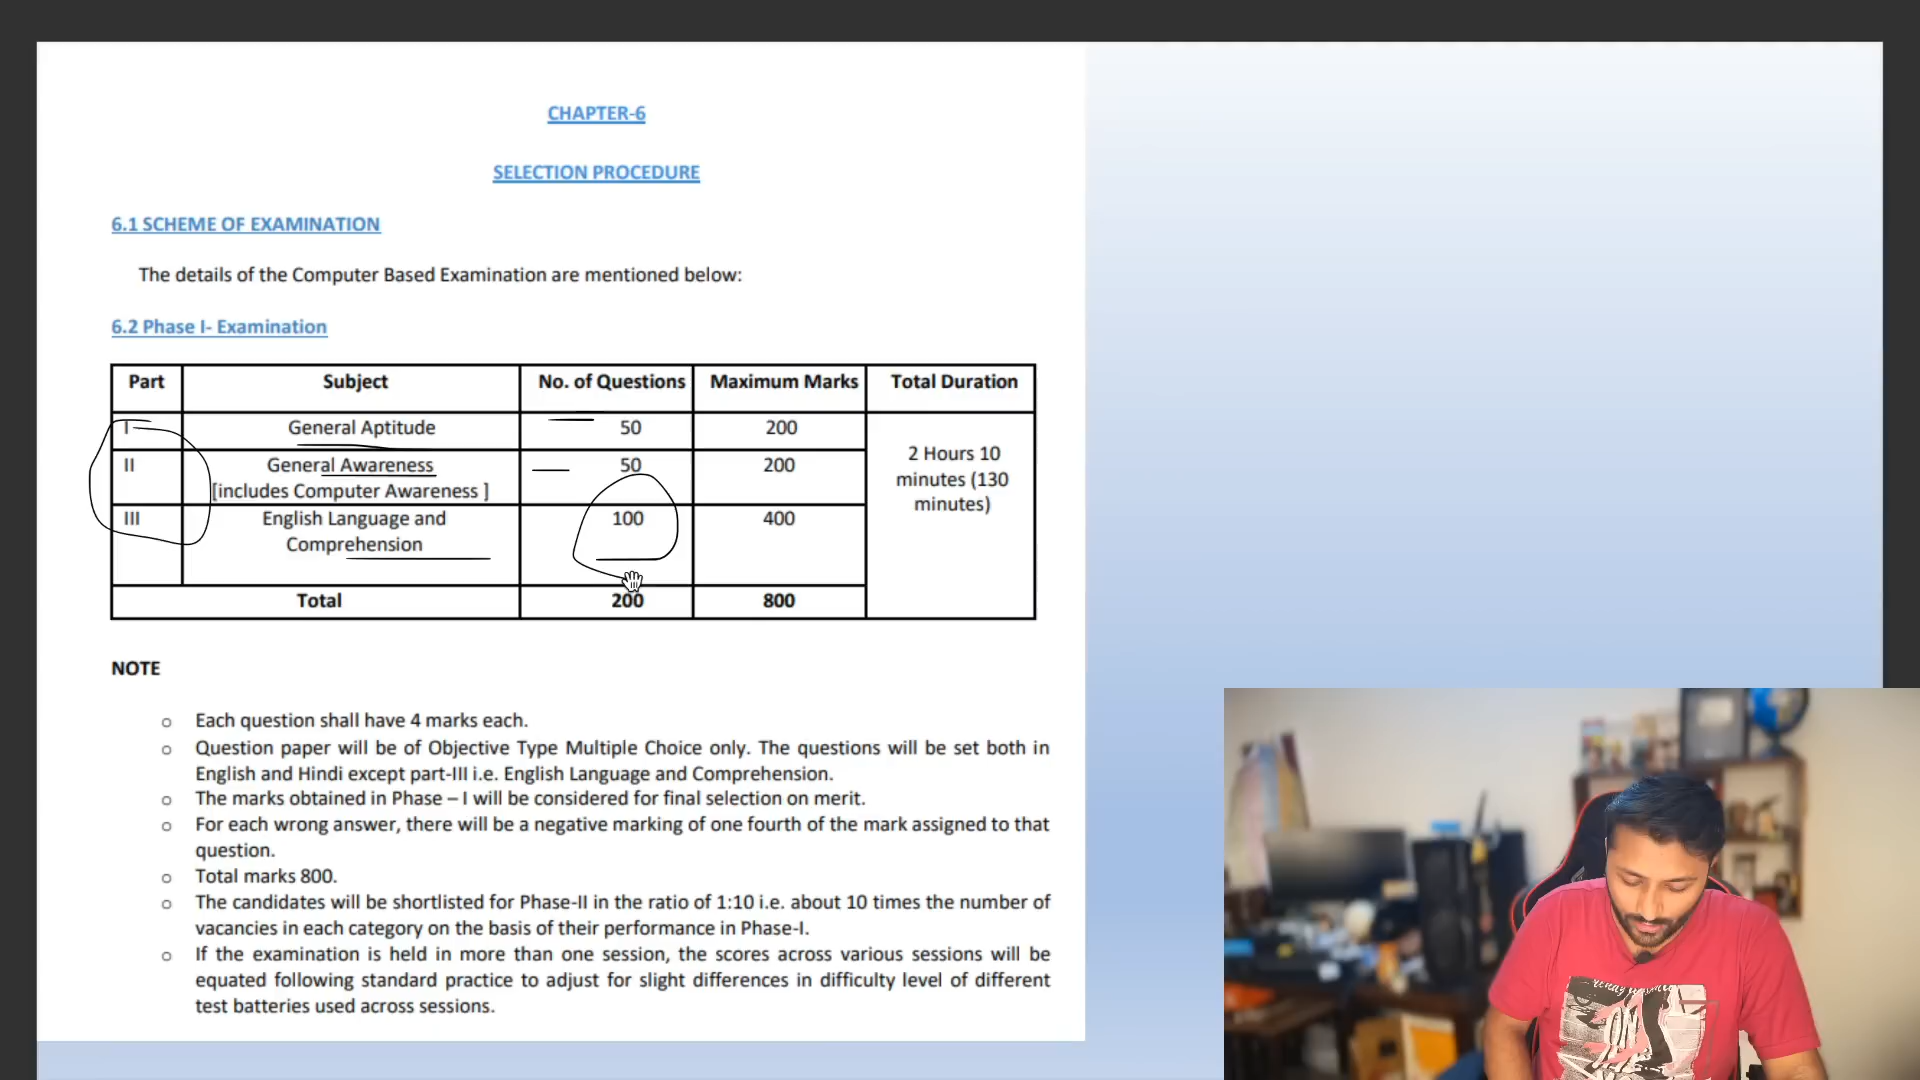 CHAPTER-6
SELECTION PROCEDURE
6.1 SCHEME OF EXAMINATION
The details of the Computer Based Examination are mentioned below:
6.2 Phase I- Examination
Part Subject No. of Questions Maximum Marks Total Duration
I General Aptitude 50 200
II General Awareness 50 200
[includes Computer Awareness ]
III English Language and 100 400
Comprehension
2 Hours 10
minutes (130
minutes)
Total 200 800
NOTE
o Each question shall have 4 marks each.
o Question paper will be of Objective Type Multiple Choice only. The questions will be set both in
English and Hindi except part-III i.e. English Language and Comprehension.
o The marks obtained in Phase – I will be considered for final selection on merit.
o For each wrong answer, there will be a negative marking of one fourth of the mark assigned to that
question.
o Total marks 800.
o The candidates will be shortlisted for Phase-II in the ratio of 1:10 i.e. about 10 times the number of
vacancies in each category on the basis of their performance in Phase-I.
o If the examination is held in more than one session, the scores across various sessions will be
equated following standard practice to adjust for slight differences in difficulty level of different
test batteries used across sessions.